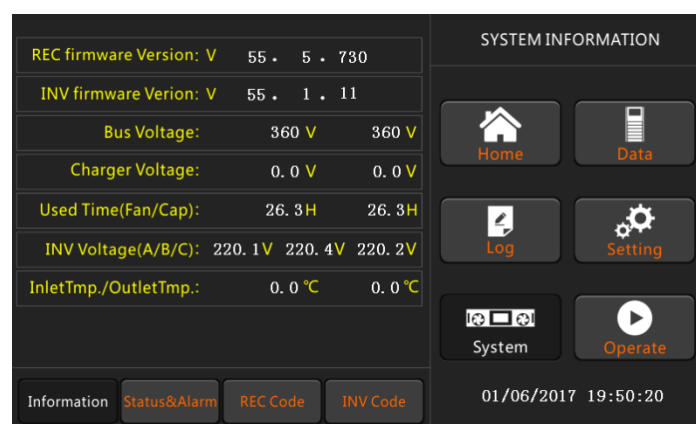 SYSTEM INFORMATION
REC firmware Version: V 55. 5. 730
INV firmware Verion: V 55. 1. 11
Bus Voltage: 360 V 360 V
Charger Voltage: 0.0 V 0.0 V
Used Time(Fan/Cap): 26.3H 26.3H
INV Voltage(A/B/C): 220.1V 220.4V 220.2V
InletTmp./OutletTmp.: 0.0 ℃ 0.0 ℃
Home Data
Log Setting
System Operate
Information Status&Alarm REC Code INV Code
01/06/2017 19:50:20